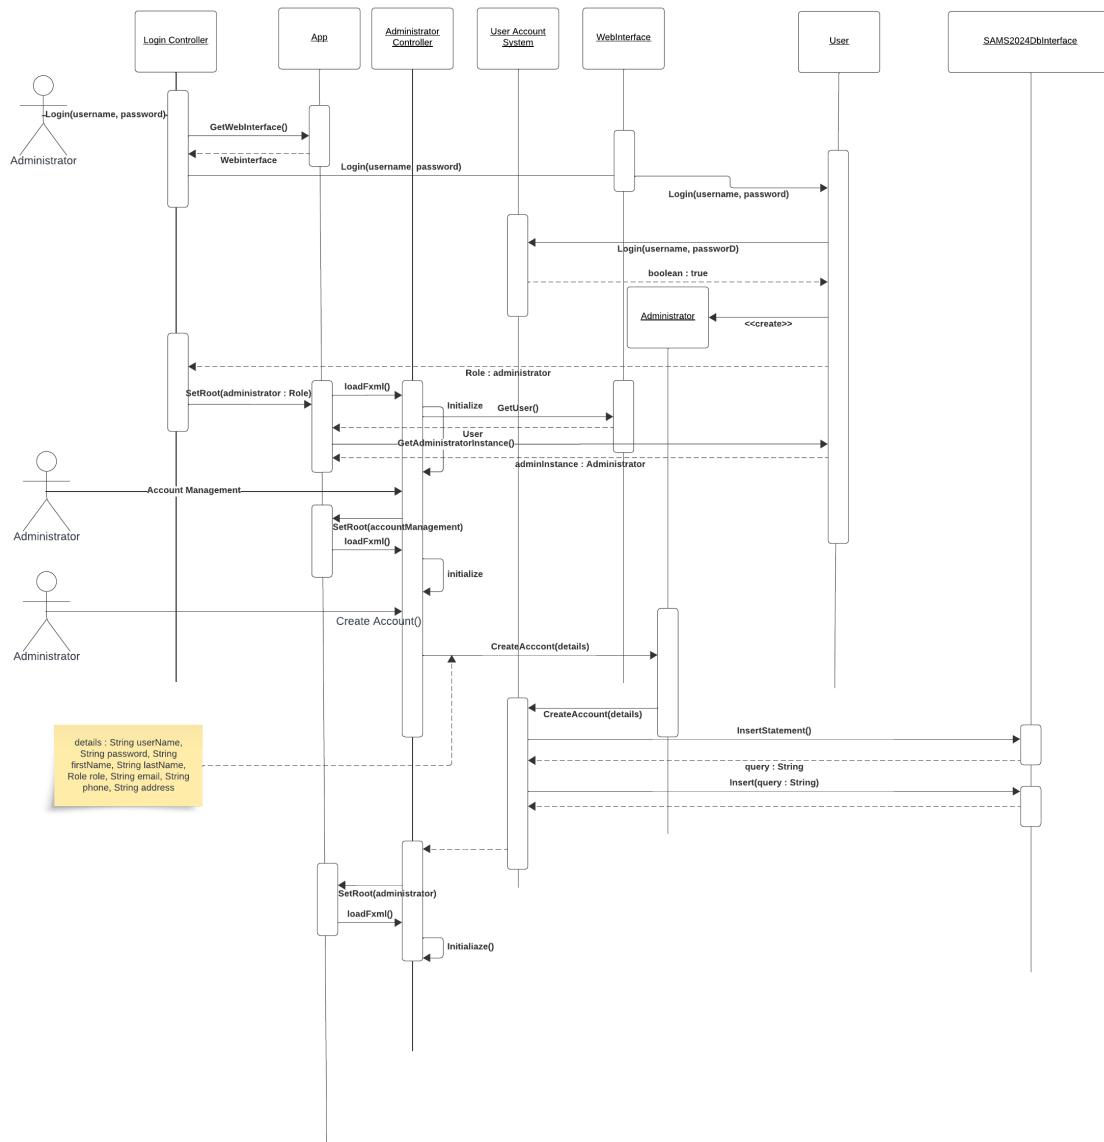 Login Controller
App
Administrator
Controller
User Account
System
WebInterface
User
SAMS2024DbInterface
Login(username, password)
Administrator
GetWebInterface()
Webinterface
Login(username, password)
Login(username, password)
Login(username, passworD)
boolean : true
Administrator
<<create>>
Role : administrator
SetRoot(administrator : Role)
loadFxml()
Initialize
GetUser()
User
GetAdministratorInstance()
adminInstance : Administrator
Account Management
Administrator
SetRoot(accountManagement)
loadFxml()
initialize
Create Account()
Administrator
CreateAcccont(details)
CreateAccount(details)
InsertStatement()
query : String
Insert(query : String)
details : String userName,
String password, String
firstName, String lastName,
Role role, String email, String
phone, String address
SetRoot(administrator)
loadFxml()
Initialiaze()